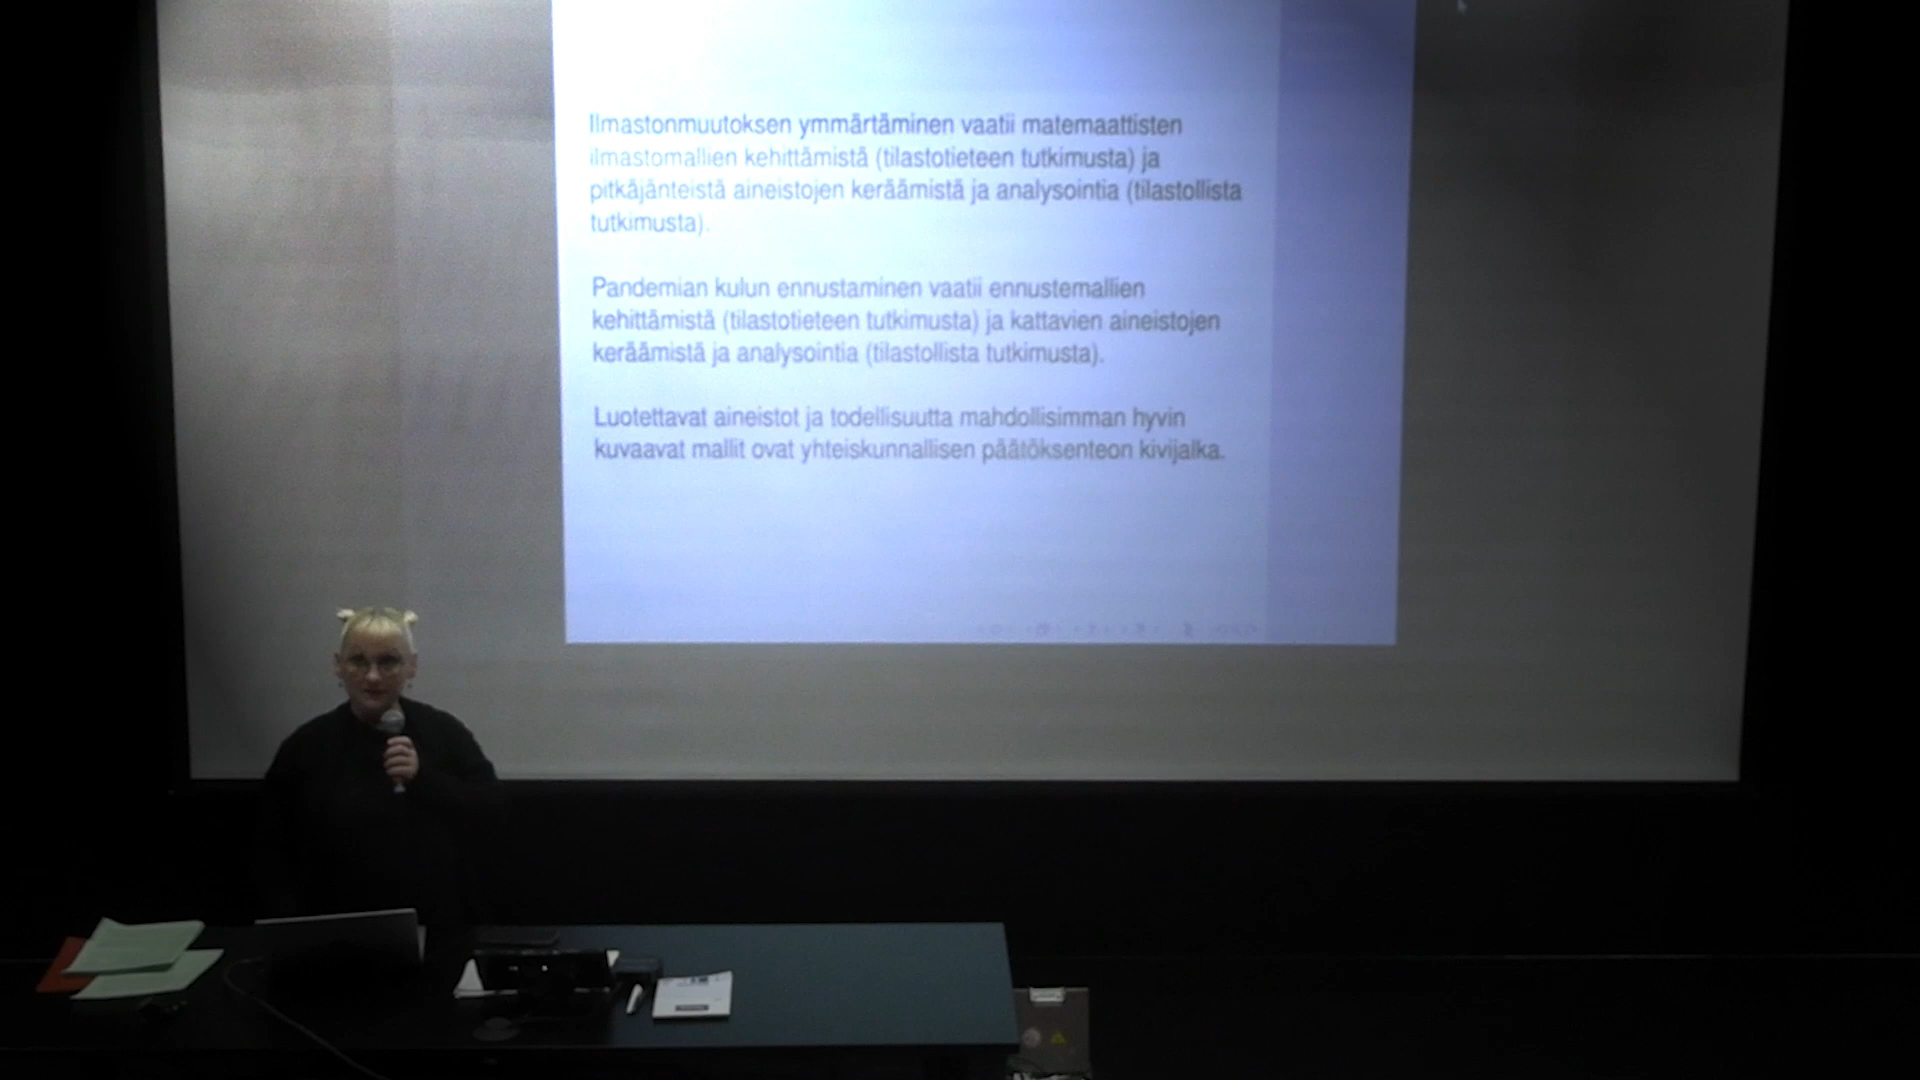 Ilmastonmuutoksen ymmärtäminen vaatii matemaattisten
ilmastomallien kehittämistä (tilastotieteen tutkimusta) ja
pitkäjänteistä aineistojen keräämistä ja analysointia (tilastollista
tutkimusta).
Pandemian kulun ennustaminen vaatii ennustemallien
kehittämistä (tilastotieteen tutkimusta) ja kattavien aineistojen
keräämistä ja analysointia (tilastollista tutkimusta).
Luotettavat aineistot ja todellisuutta mahdollisimman hyvin
kuvaavat mallit ovat yhteiskunnallisen päätöksenteon kivijalka.